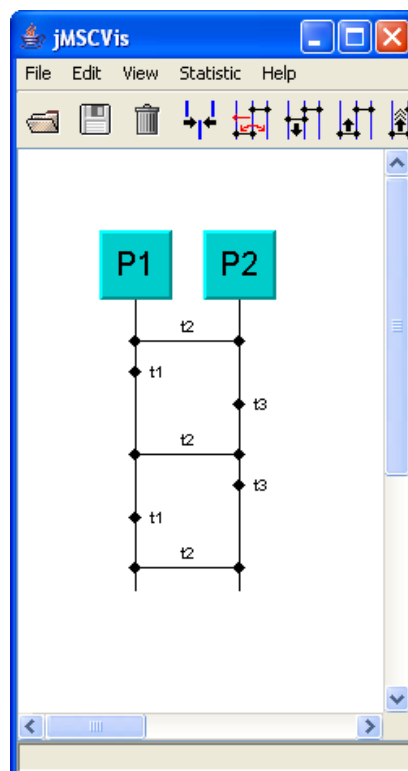 jMSCVis
File Edit View Statistic Help
P1 P2
t2
t1
t3
t2
t3
t1
t2